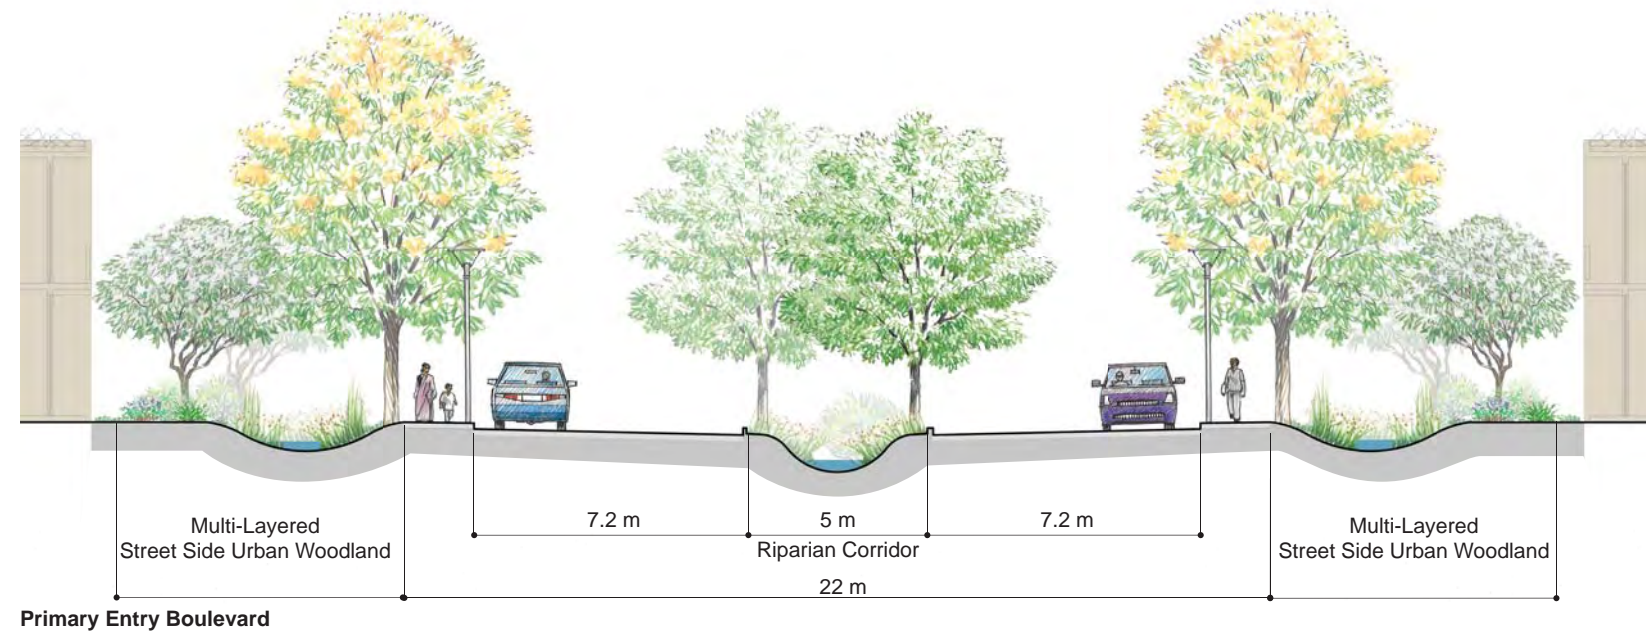 7.2 m
5 m
7.2 m
Riparian Corridor
Multi-Layered
Street Side Urban Woodland
Multi-Layered
Street Side Urban Woodland
22 m
Primary Entry Boulevard